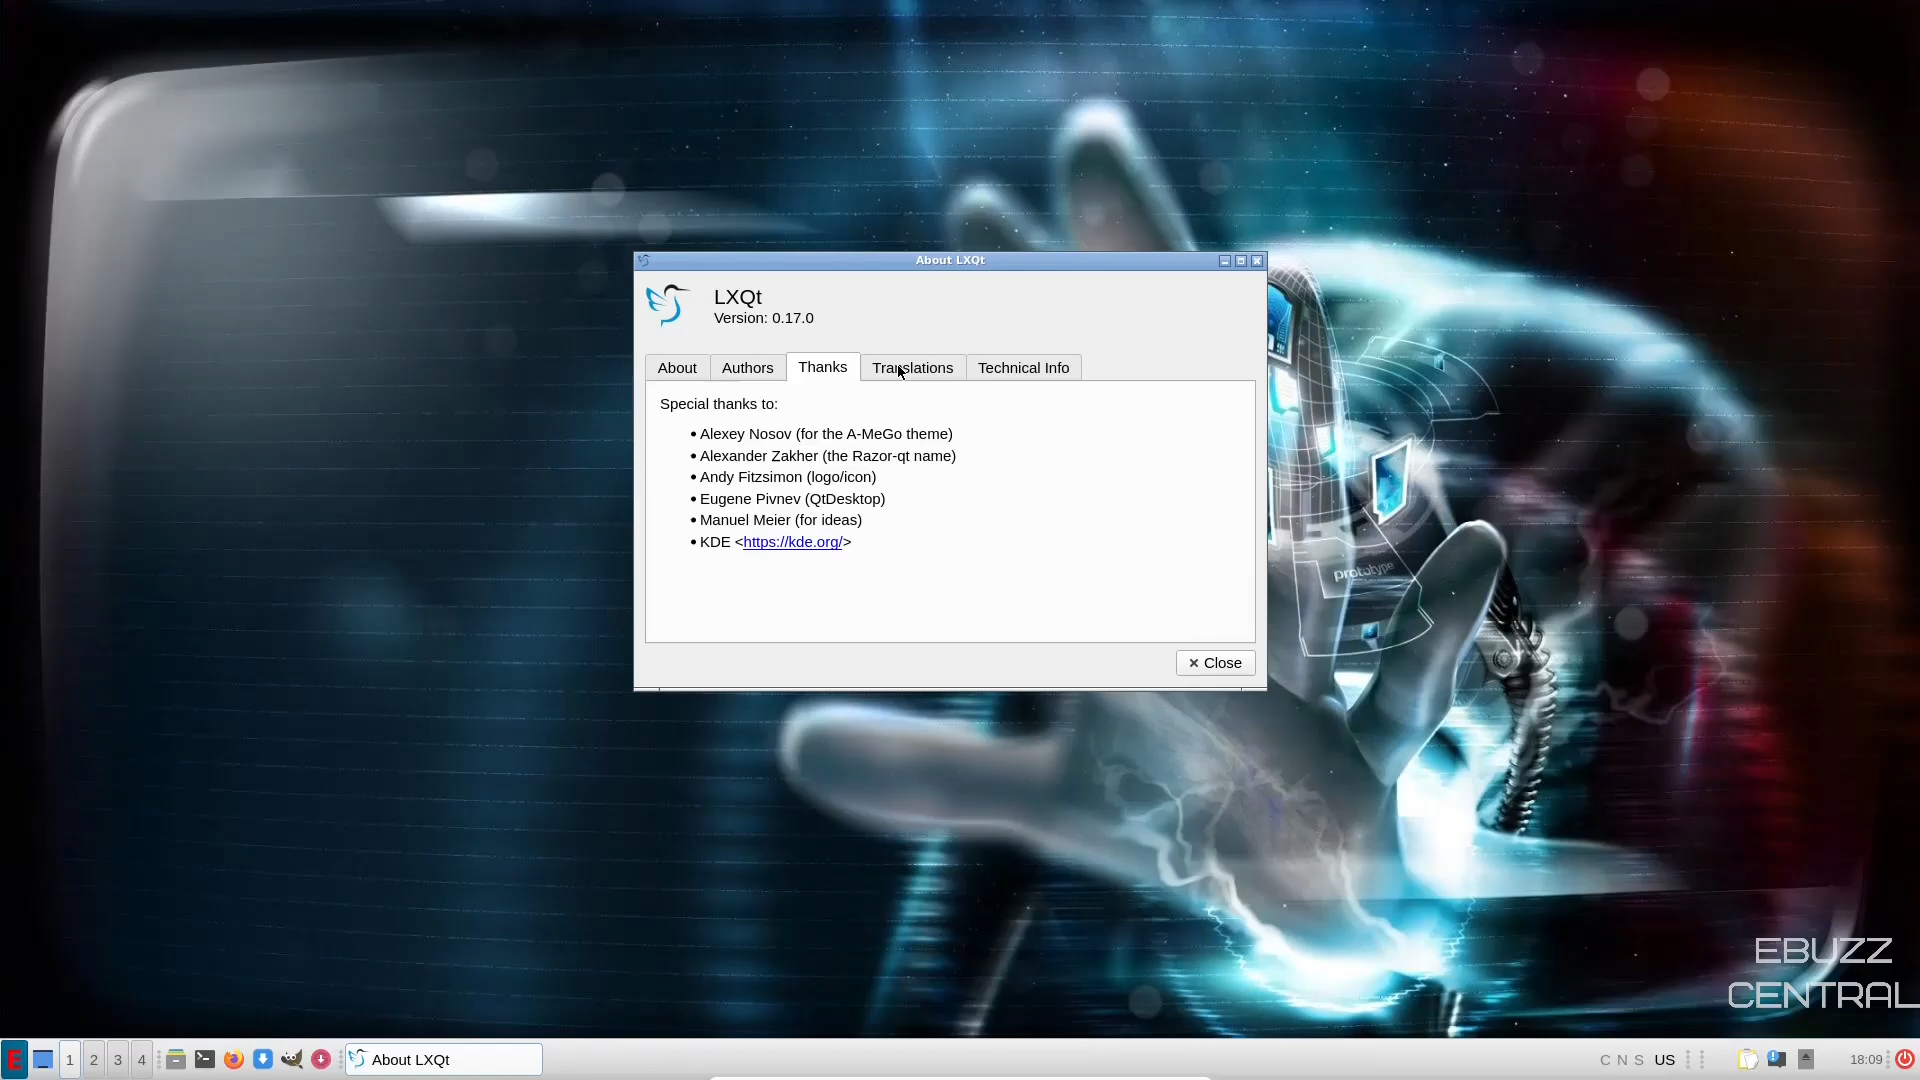 About LXQt
LXQt
Version: 0.17.0
About
Authors
Thanks
Translations
Technical Info
Special thanks to:
• Alexey Nosov (for the A-MeGo theme)
• Alexander Zakher (the Razor-qt name)
• Andy Fitzsimon (logo/icon)
• Eugene Pivnev (QtDesktop)
• Manuel Meier (for ideas)
• KDE <https://kde.org/>
Close
prototype
EBUZZ
CENTRAL
E
1
2
3
4
About LXQt
C N S
US
18:09